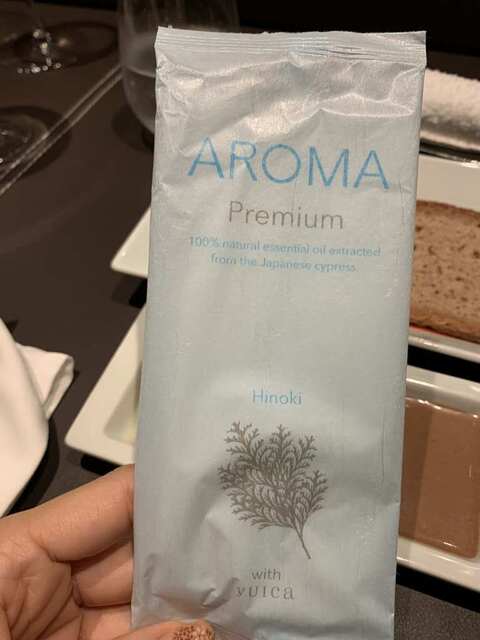 AROMA
Premium
100% natural essential oil extracted
from the Japanese cypress
Hinoki
with
yuica